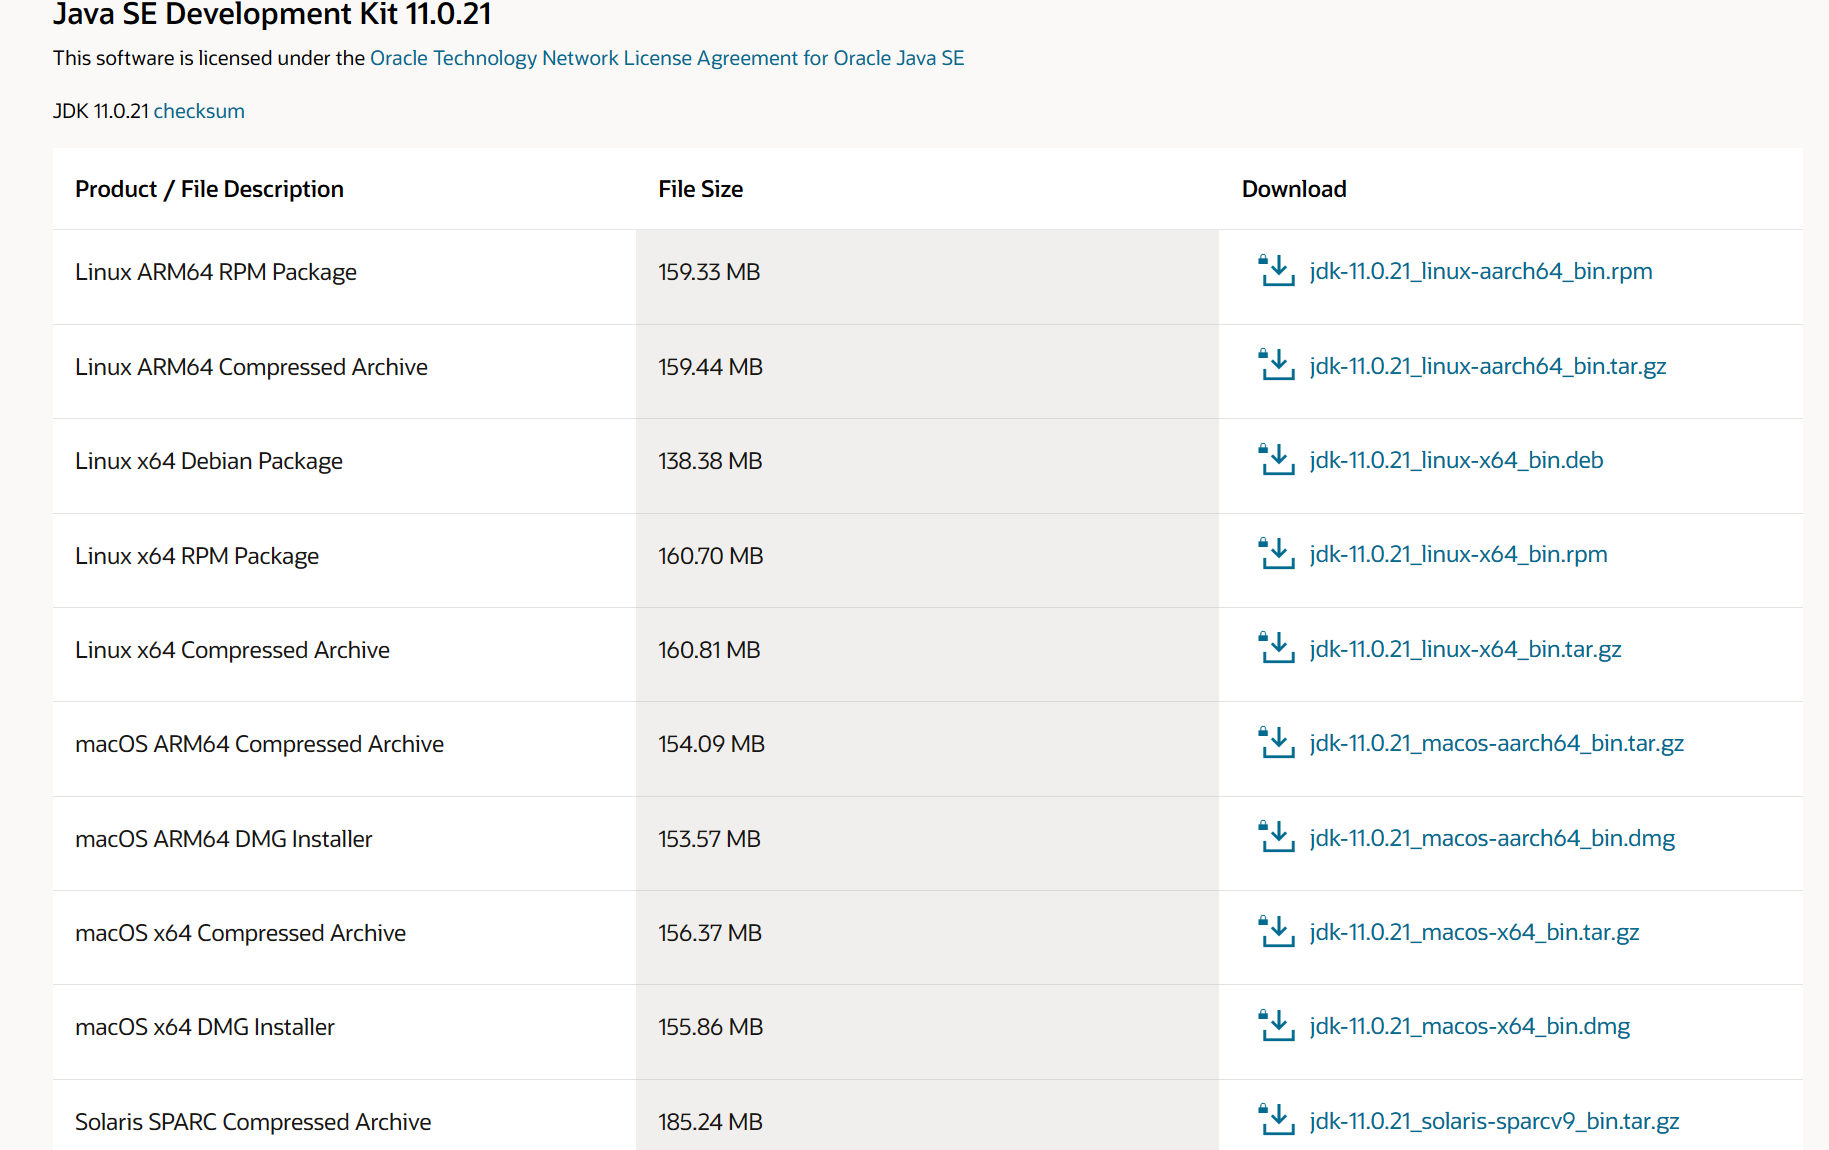 Java SE Development Kit 11.0.21
This software is licensed under the Oracle Technology Network License Agreement for Oracle Java SE
JDK 11.0.21 checksum
Product / File Description File Size Download
Linux ARM64 RPM Package 159.33 MB jdk-11.0.21_linux-aarch64_bin.rpm
Linux ARM64 Compressed Archive 159.44 MB jdk-11.0.21_linux-aarch64_bin.tar.gz
Linux x64 Debian Package 138.38 MB jdk-11.0.21_linux-x64_bin.deb
Linux x64 RPM Package 160.70 MB jdk-11.0.21_linux-x64_bin.rpm
Linux x64 Compressed Archive 160.81 MB jdk-11.0.21_linux-x64_bin.tar.gz
macOS ARM64 Compressed Archive 154.09 MB jdk-11.0.21_macos-aarch64_bin.tar.gz
macOS ARM64 DMG Installer 153.57 MB jdk-11.0.21_macos-aarch64_bin.dmg
macOS x64 Compressed Archive 156.37 MB jdk-11.0.21_macos-x64_bin.tar.gz
macOS x64 DMG Installer 155.86 MB jdk-11.0.21_macos-x64_bin.dmg
Solaris SPARC Compressed Archive 185.24 MB jdk-11.0.21_solaris-sparcv9_bin.tar.gz